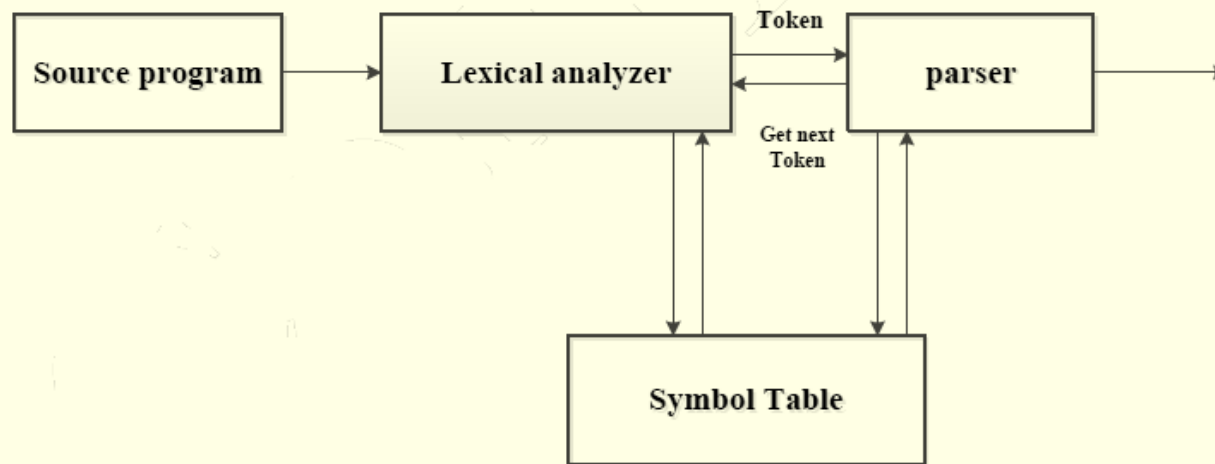 Source program
Lexical analyzer
Token
parser
Get next
Token
Symbol Table